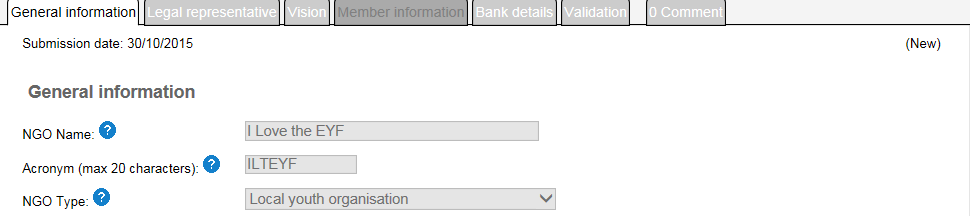 General information Legal representative Vision Member information Bank details Validation 0 Comment
Submission date: 30/10/2015 (New)
General information
NGO Name: ? I Love the EYF
Acronym (max 20 characters): ? ILTEYF
NGO Type: ? Local youth organisation